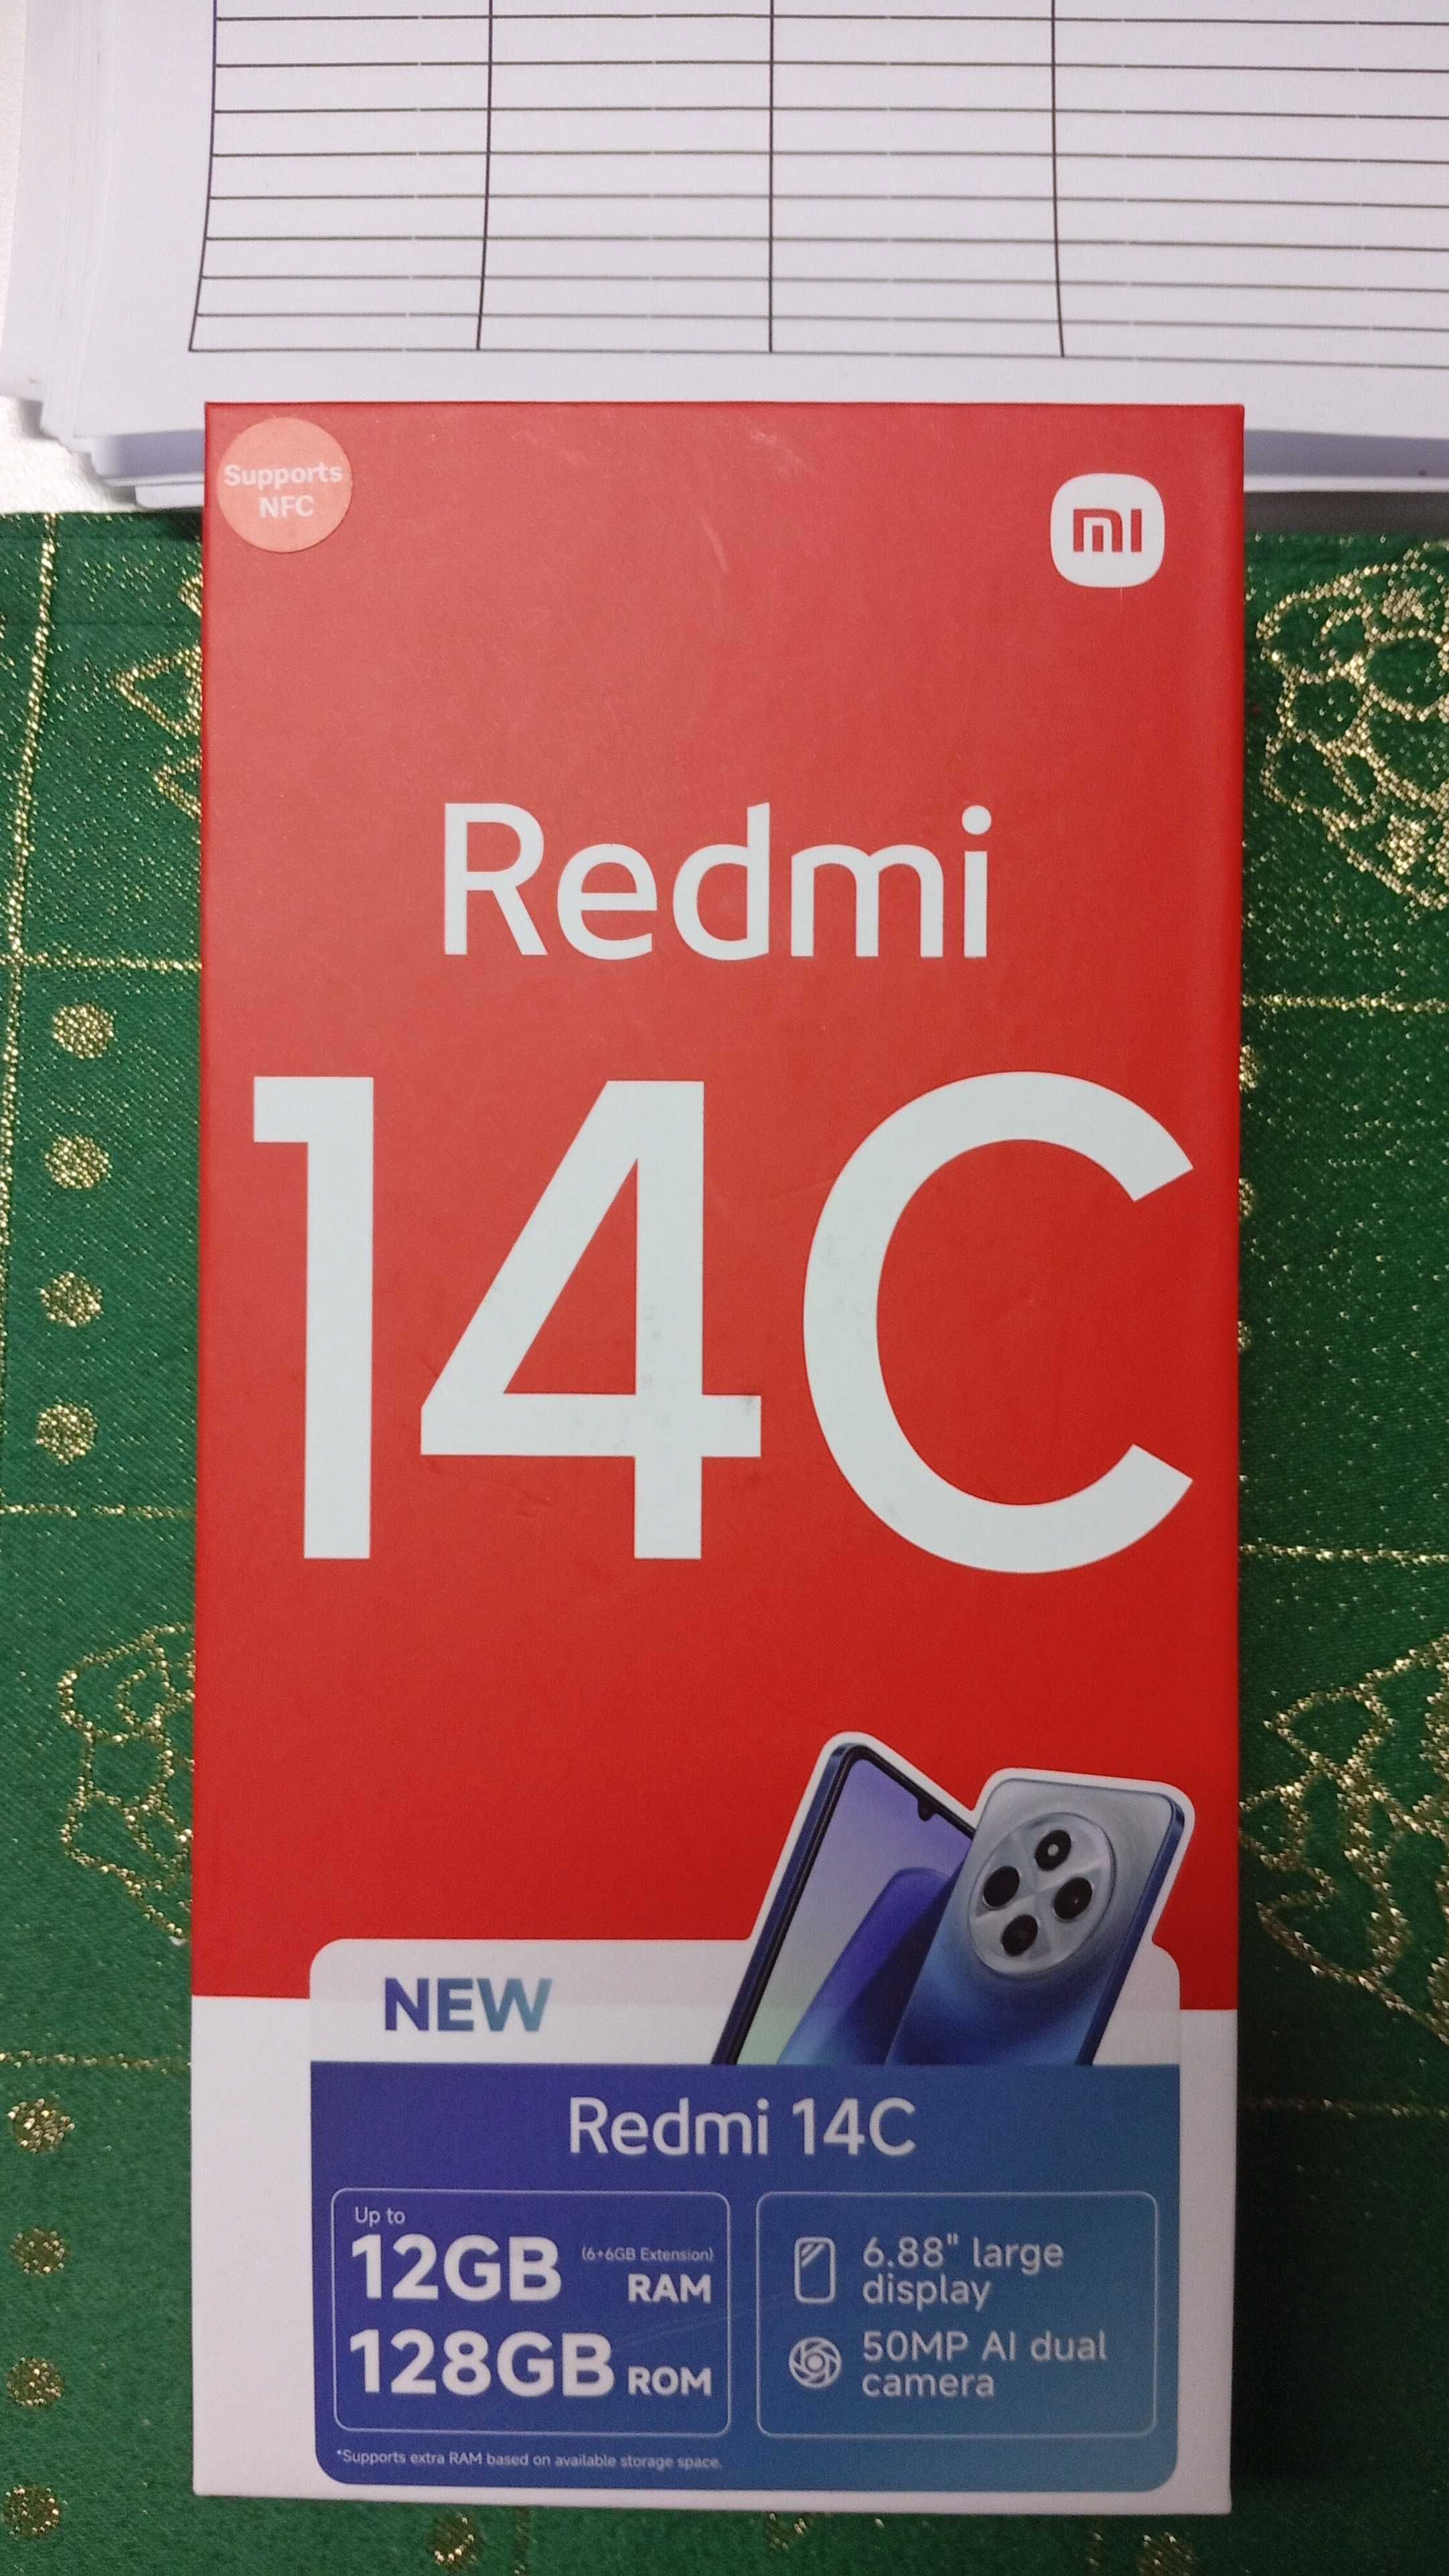 Supports
NFC
mi
Redmi
14C
NEW
Redmi 14C
Up to
12GB (6+6GB Extension) RAM
128GB ROM
6.88" large
display
50MP AI dual
camera
*Supports extra RAM based on available storage space.